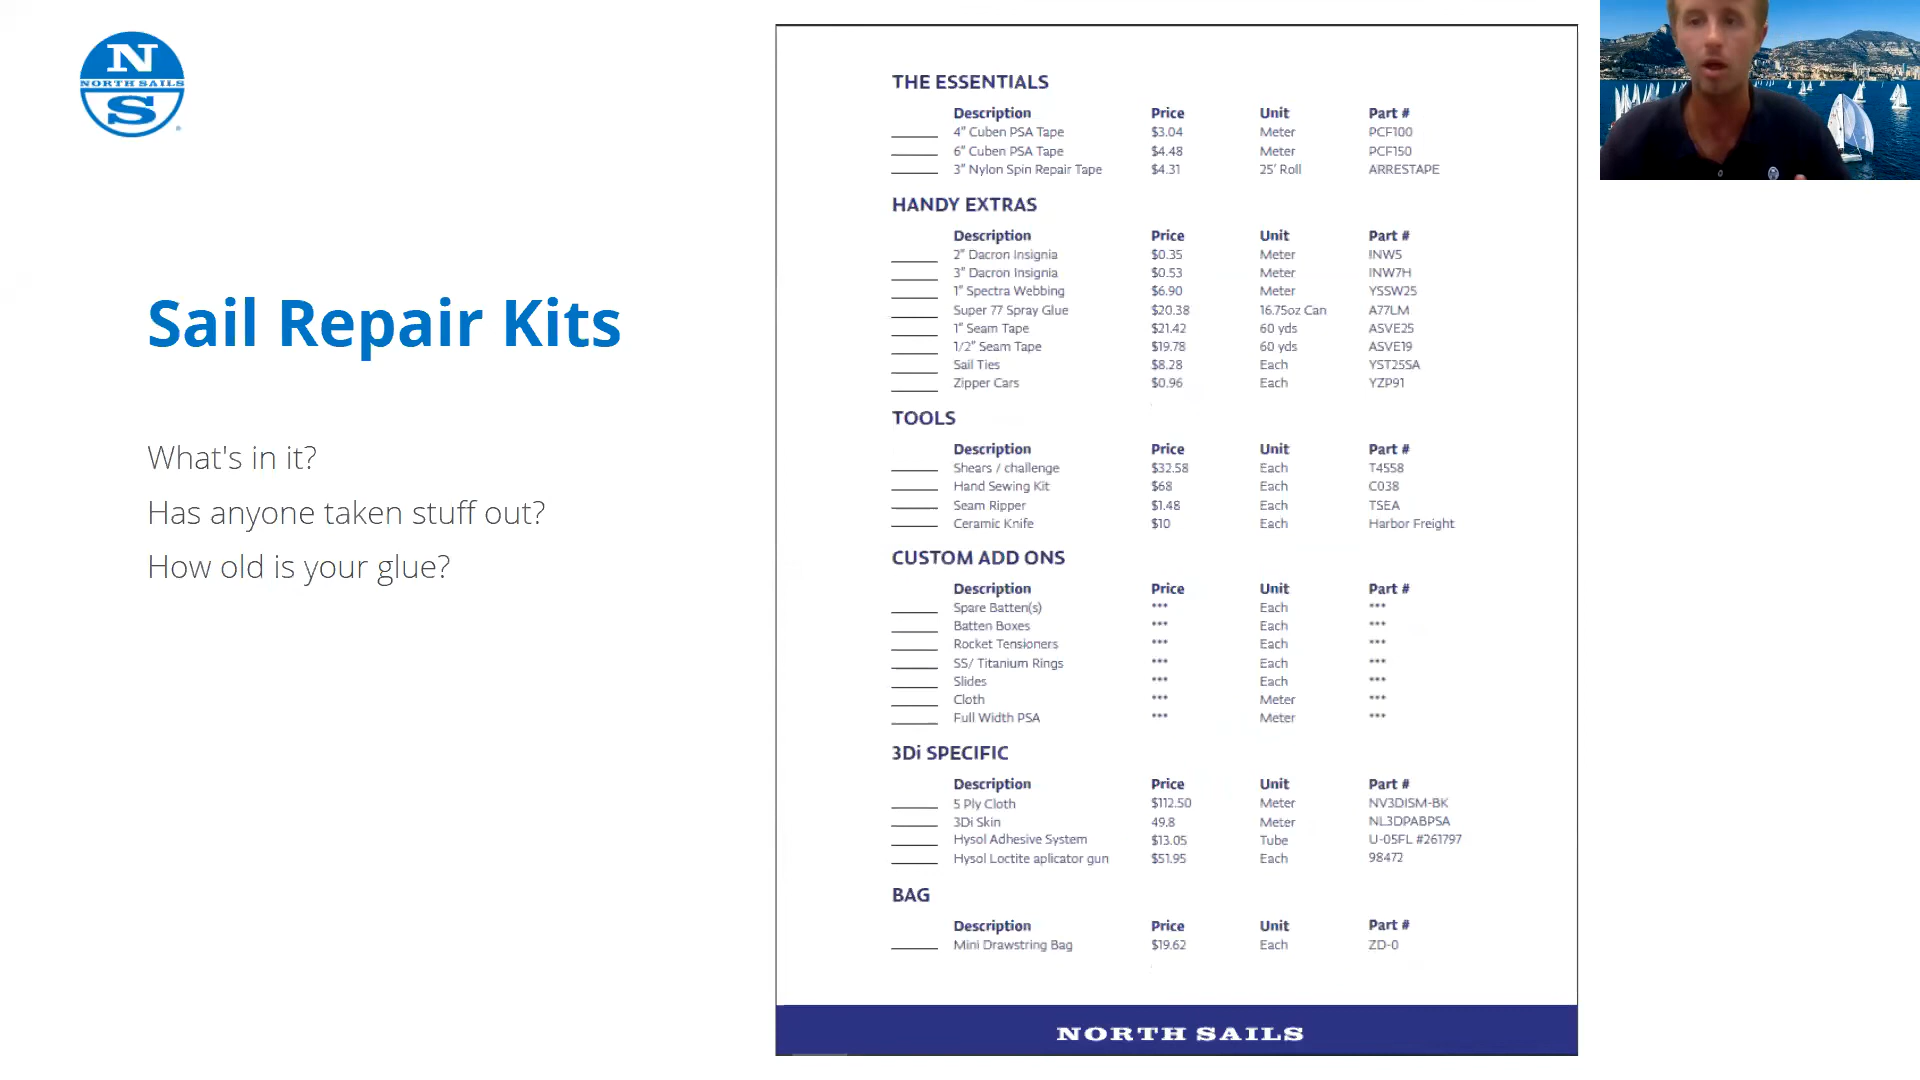 N
NORTH SAILS
S
Sail Repair Kits
What's in it?
Has anyone taken stuff out?
How old is your glue?
THE ESSENTIALS
Description Price Unit Part #
4" Cuben PSA Tape $3.04 Meter PCF100
6" Cuben PSA Tape $4.48 Meter PCF150
3" Nylon Spin Repair Tape $4.31 25' Roll ARRESTAPE
HANDY EXTRAS
Description Price Unit Part #
2" Dacron Insignia $0.35 Meter INW5
3" Dacron Insignia $0.53 Meter INW7H
1" Spectra Webbing $6.90 Meter YSSW25
Super 77 Spray Glue $20.38 16.75oz Can A77LM
1" Seam Tape $21.42 60 yds ASVE25
1/2" Seam Tape $19.78 60 yds ASVE19
Sail Ties $8.28 Each YST25SA
Zipper Cars $0.96 Each YZP91
TOOLS
Description Price Unit Part #
Shears / challenge $32.58 Each T4558
Hand Sewing Kit $68 Each C038
Seam Ripper $1.48 Each TSEA
Ceramic Knife $10 Each Harbor Freight
CUSTOM ADD ONS
Description Price Unit Part #
Spare Batten(s) *** Each ***
Batten Boxes *** Each ***
Rocket Tensioners *** Each ***
SS/ Titanium Rings *** Each ***
Slides *** Each ***
Cloth *** Meter ***
Full Width PSA *** Meter ***
3Di SPECIFIC
Description Price Unit Part #
5 Ply Cloth $112.50 Meter NV3DISM-BK
3Di Skin 49.8 Meter NL3DPABPSA
Hysol Adhesive System $13.05 Tube U-05FL #261797
Hysol Loctite aplicator gun $51.95 Each 98472
BAG
Description Price Unit Part #
Mini Drawstring Bag $19.62 Each ZD-0
NORTH SAILS